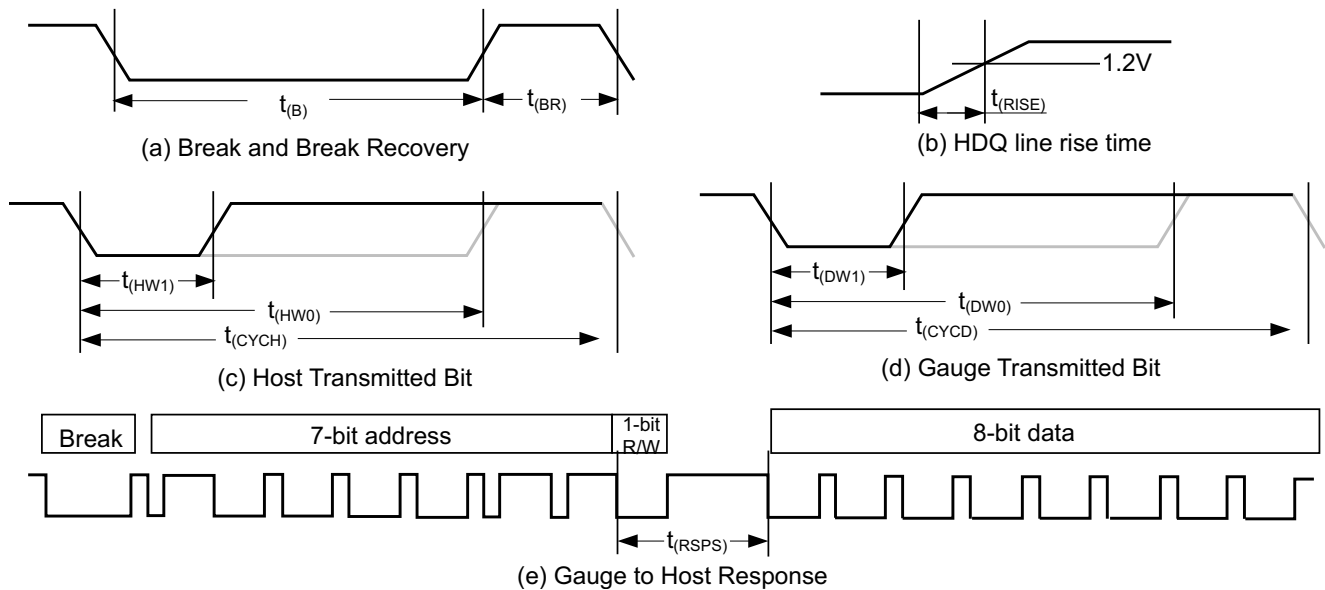 t(B)
t(BR)
(a) Break and Break Recovery
1.2V
t(RISE)
(b) HDQ line rise time
t(HW1)
t(HW0)
t(CYCH)
(c) Host Transmitted Bit
t(DW1)
t(DW0)
t(CYCD)
(d) Gauge Transmitted Bit
Break
7-bit address
1-bit
R/W
8-bit data
t(RSPS)
(e) Gauge to Host Response